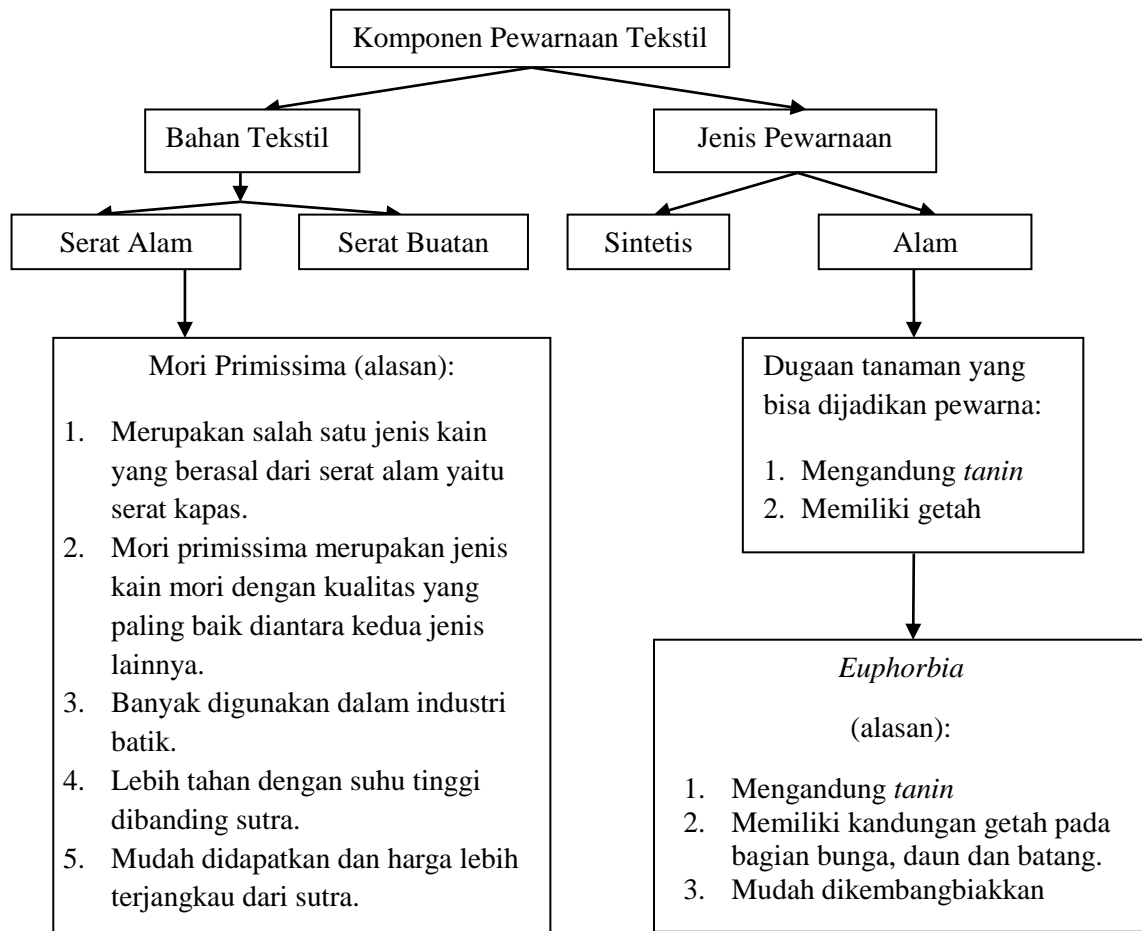 Komponen Pewarnaan Tekstil
Bahan Tekstil
Jenis Pewarnaan
Serat Alam
Serat Buatan
Sintetis
Alam
Mori Primissima (alasan):
1. Merupakan salah satu jenis kain
yang berasal dari serat alam yaitu
serat kapas.
2. Mori primissima merupakan jenis
kain mori dengan kualitas yang
paling baik diantara kedua jenis
lainnya.
3. Banyak digunakan dalam industri
batik.
4. Lebih tahan dengan suhu tinggi
dibanding sutra.
5. Mudah didapatkan dan harga lebih
terjangkau dari sutra.
Dugaan tanaman yang
bisa dijadikan pewarna:
1. Mengandung tanin
2. Memiliki getah
Euphorbia
(alasan):
1. Mengandung tanin
2. Memiliki kandungan getah pada
bagian bunga, daun dan batang.
3. Mudah dikembangbiakkan